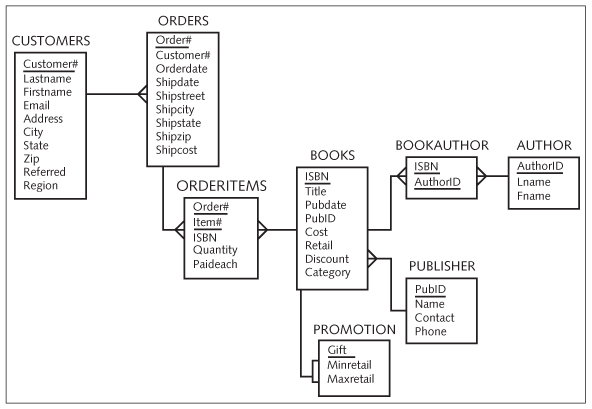 CUSTOMERS
Customer#
Lastname
Firstname
Email
Address
City
State
Zip
Referred
Region
ORDERS
Order#
Customer#
Orderdate
Shipdate
Shipstreet
Shipcity
Shipstate
Shipzip
Shipcost
ORDERITEMS
Order#
Item#
ISBN
Quantity
Paideach
BOOKS
ISBN
Title
Pubdate
PubID
Cost
Retail
Discount
Category
BOOKAUTHOR
ISBN
AuthorID
AUTHOR
AuthorID
Lname
Fname
PUBLISHER
PubID
Name
Contact
Phone
PROMOTION
Gift
Minretail
Maxretail